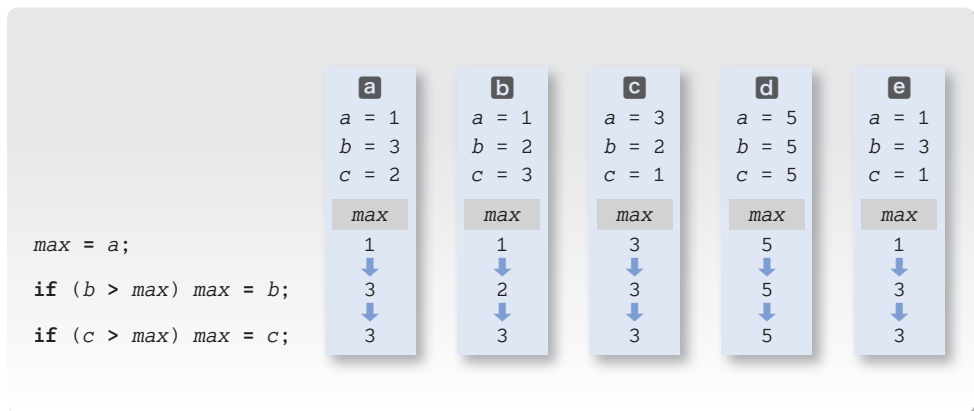 a b c d e
a = 1 a = 1 a = 3 a = 5 a = 1
b = 3 b = 2 b = 2 b = 5 b = 3
c = 2 c = 3 c = 1 c = 5 c = 1
max max max max max
max = a; 1 1 3 5 1
if (b > max) max = b; 3 2 3 5 3
if (c > max) max = c; 3 3 3 5 3